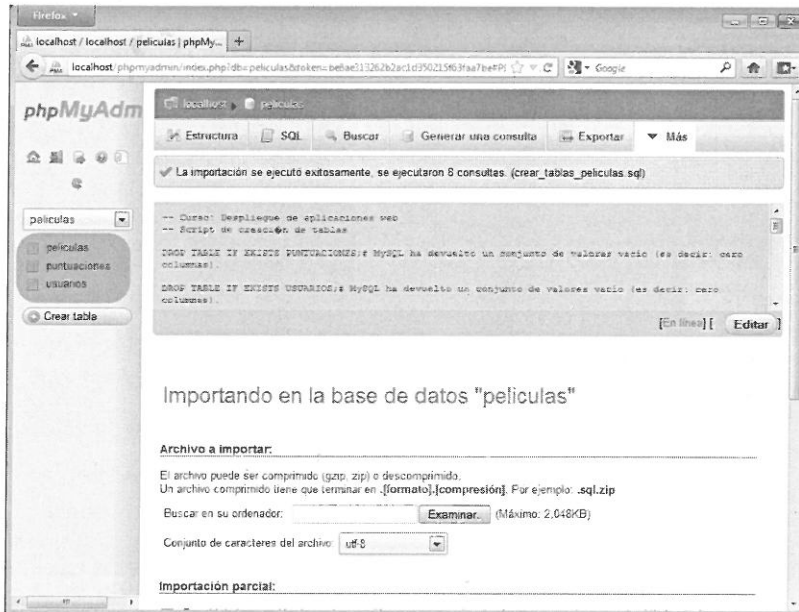 Firefox
localhost / localhost / peliculas | phpMy... +
localhost/phpmyadmin/index.php?db=peliculas&token= Google
phpMyAdm
localhost peliculas
Estructura SQL Buscar Generar una consulta Exportar Más
La importación se ejecutó exitosamente, se ejecutaron 8 consultas. (crear_tablas_peliculas.sql)
peliculas
peliculas
puntuaciones
usuarios
Crear tabla
-- Curso: Despliegue de aplicaciones web
-- Script de creaci�n de tablas
DROP TABLE IF EXISTS PUNTUACIONES;# MySQL ha devuelto un conjunto de valores vacío (es decir: cero
columnas).
DROP TABLE IF EXISTS USUARIOS;# MySQL ha devuelto un conjunto de valores vacío (es decir: cero
columnas).
[En línea] [ Editar ]
Importando en la base de datos "peliculas"
Archivo a importar:
El archivo puede ser comprimido (gzip, zip) o descomprimido.
Un archivo comprimido tiene que terminar en .[formato].[compresión]. Por ejemplo: .sql.zip
Buscar en su ordenador: Examinar.. (Máximo: 2,048KB)
Conjunto de caracteres del archivo: utf-8
Importación parcial: